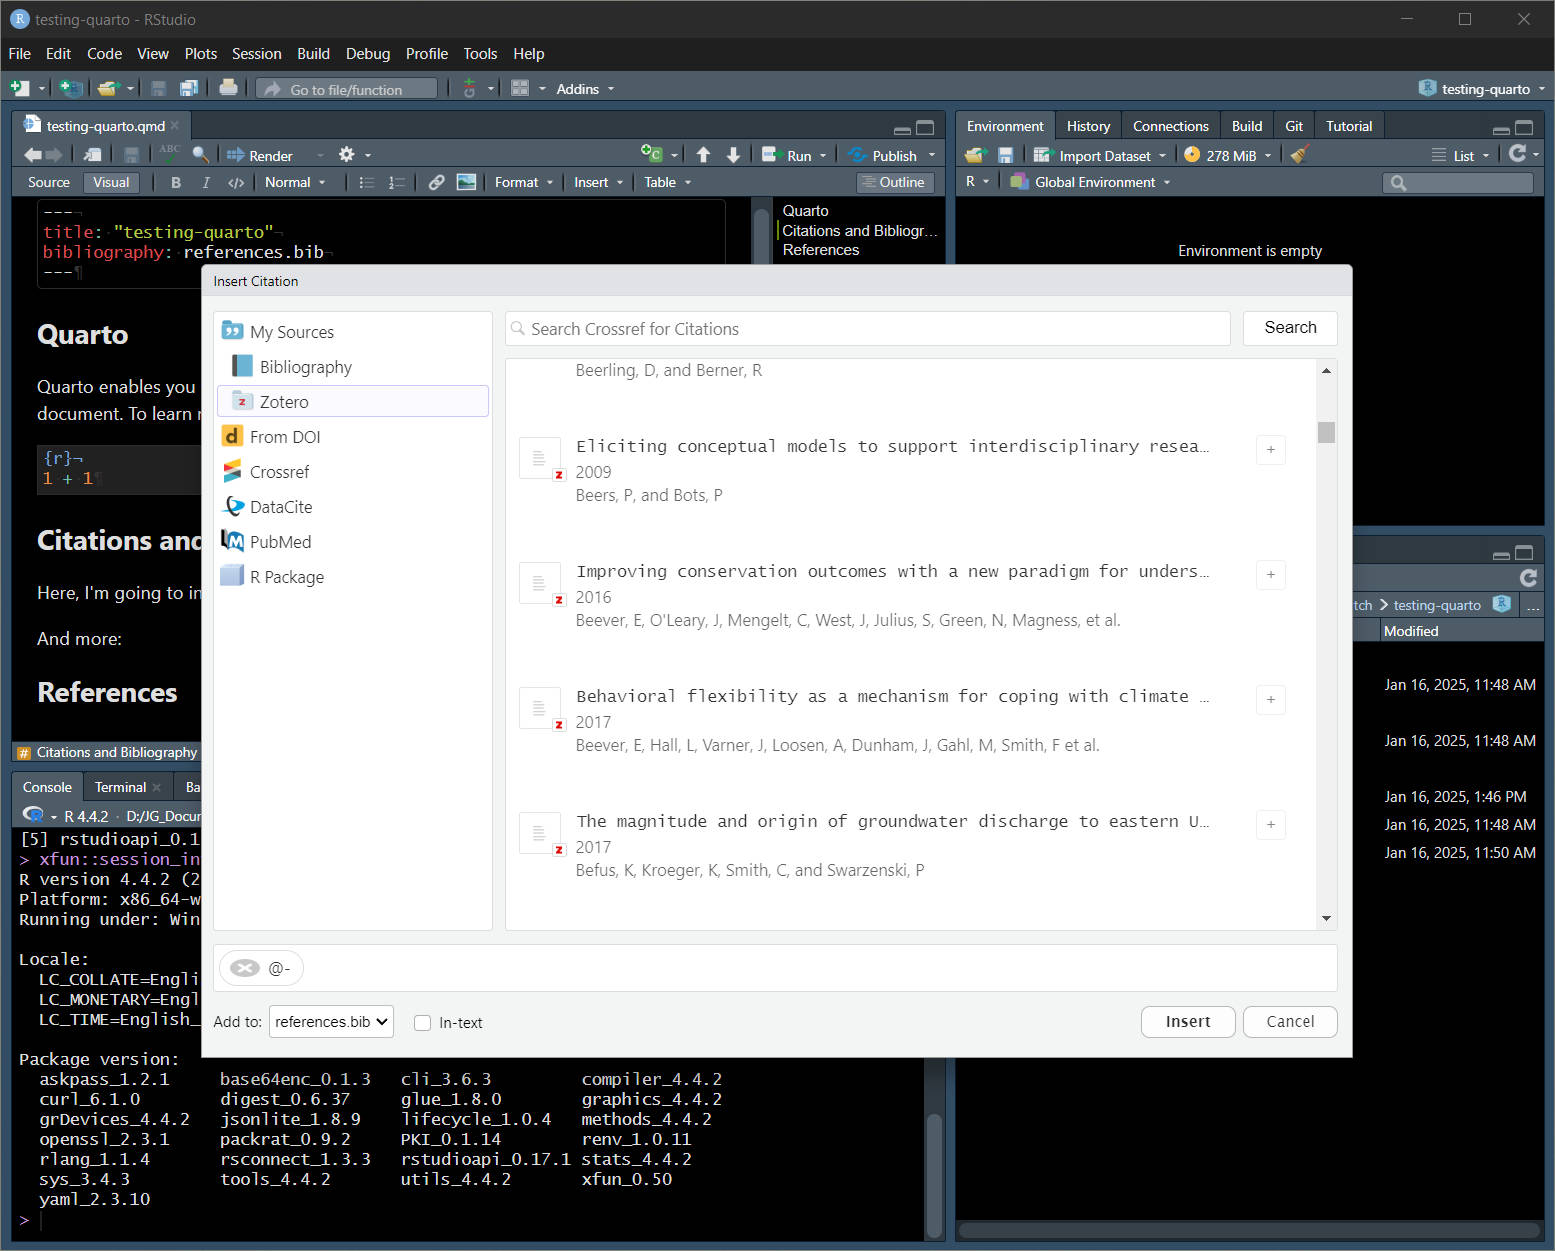 testing-quarto - RStudio
File Edit Code View Plots Session Build Debug Profile Tools Help
Go to file/function
Addins
testing-quarto
testing-quarto.qmd
ABC
Render
Run
Publish
Source Visual B I </> Normal Format Insert Table Outline
---
title: "testing-quarto"
bibliography: references.bib
---
Quarto
Quarto enables you
document. To learn
{r}
1 + 1
Citations and
Here, I'm going to in
And more:
References
Citations and Bibliography
Quarto
Citations and Bibliogr...
References
Environment History Connections Build Git Tutorial
Import Dataset 278 MiB List
R Global Environment
Environment is empty
Insert Citation
My Sources
Bibliography
Zotero
From DOI
Crossref
DataCite
PubMed
R Package
Search Crossref for Citations
Search
Beerling, D, and Berner, R
Eliciting conceptual models to support interdisciplinary resea…
2009
Beers, P, and Bots, P
+
Improving conservation outcomes with a new paradigm for unders…
2016
Beever, E, O'Leary, J, Mengelt, C, West, J, Julius, S, Green, N, Magness, et al.
+
Behavioral flexibility as a mechanism for coping with climate …
2017
Beever, E, Hall, L, Varner, J, Loosen, A, Dunham, J, Gahl, M, Smith, F et al.
+
The magnitude and origin of groundwater discharge to eastern U…
2017
Befus, K, Kroeger, K, Smith, C, and Swarzenski, P
+
@-
Add to: references.bib In-text
Insert Cancel
tch testing-quarto ...
Modified
Jan 16, 2025, 11:48 AM
Jan 16, 2025, 11:48 AM
Jan 16, 2025, 1:46 PM
Jan 16, 2025, 11:48 AM
Jan 16, 2025, 11:50 AM
Console Terminal Ba
R 4.4.2 · D:/JG_Docur
[5] rstudioapi_0.1
> xfun::session_in
R version 4.4.2 (2
Platform: x86_64-w
Running under: Win
Locale:
LC_COLLATE=Engli
LC_MONETARY=Engl
LC_TIME=English_
Package version:
askpass_1.2.1 base64enc_0.1.3 cli_3.6.3 compiler_4.4.2
curl_6.1.0 digest_0.6.37 glue_1.8.0 graphics_4.4.2
grDevices_4.4.2 jsonlite_1.8.9 lifecycle_1.0.4 methods_4.4.2
openssl_2.3.1 packrat_0.9.2 PKI_0.1.14 renv_1.0.11
rlang_1.1.4 rsconnect_1.3.3 rstudioapi_0.17.1 stats_4.4.2
sys_3.4.3 tools_4.4.2 utils_4.4.2 xfun_0.50
yaml_2.3.10
>